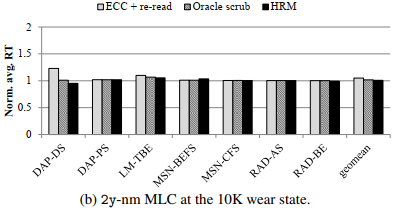 ECC + re-read Oracle scrub HRM
Norm. avg. RT
2
1.5
1
0.5
0
DAP-DS DAP-PS LM-TBE MSN-BEFS MSN-CFS RAD-AS RAD-BE geomean
(b) 2y-nm MLC at the 10K wear state.